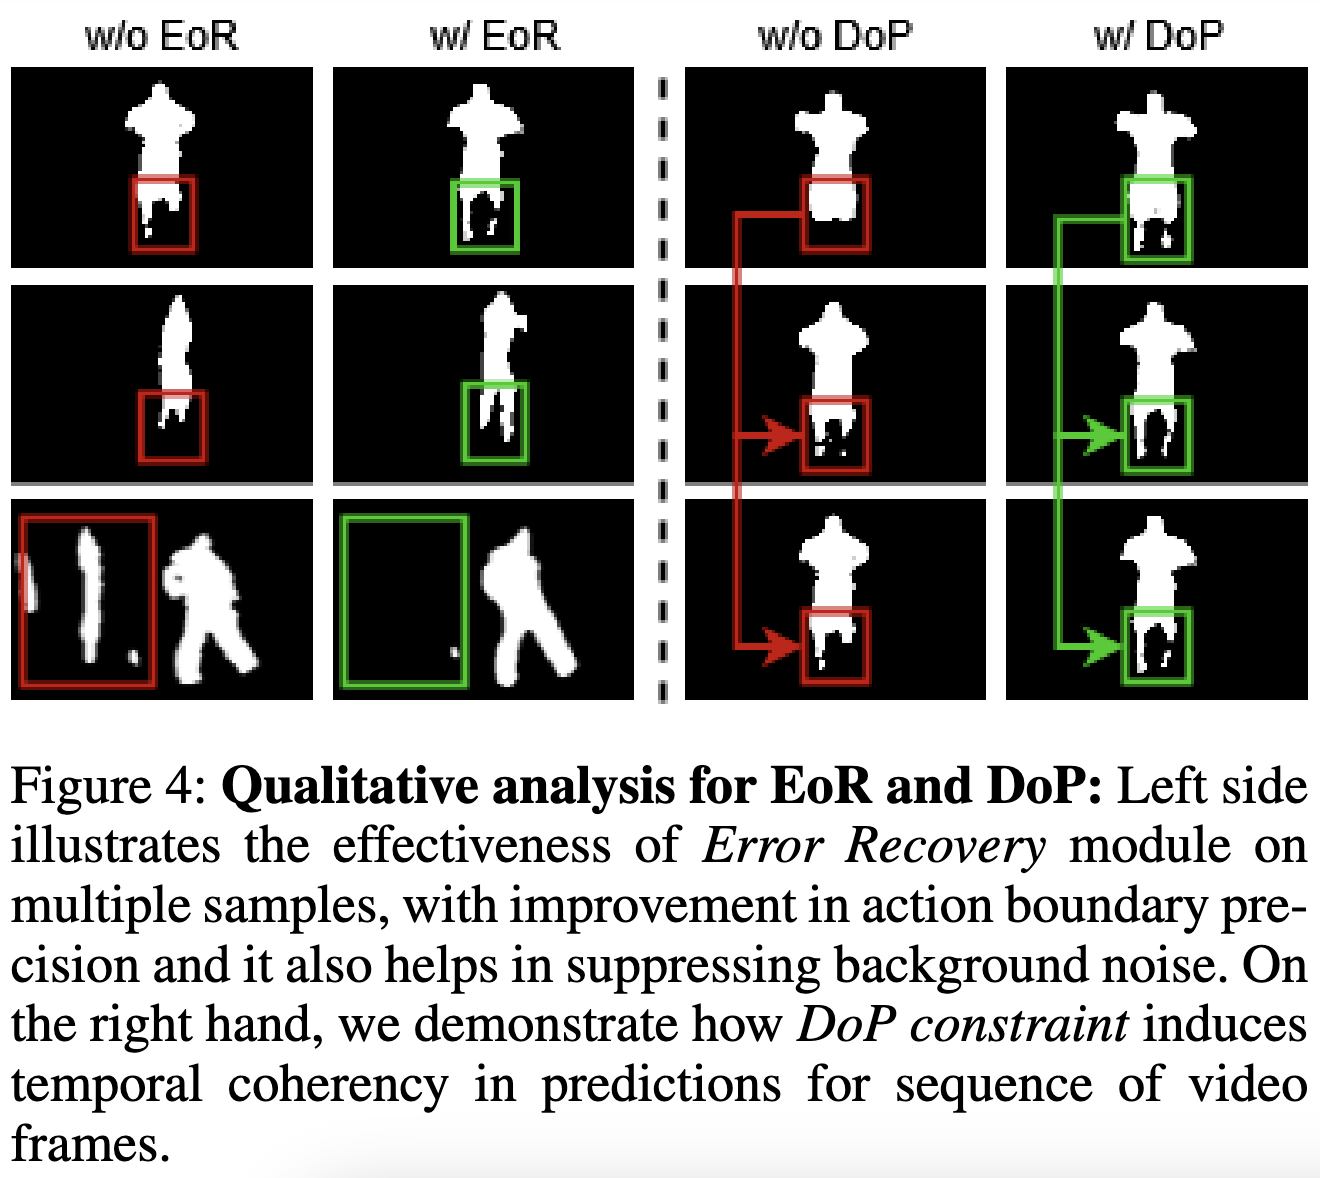 w/o EoR w/ EoR w/o DoP w/ DoP
Figure 4: Qualitative analysis for EoR and DoP: Left side
illustrates the effectiveness of Error Recovery module on
multiple samples, with improvement in action boundary pre-
cision and it also helps in suppressing background noise. On
the right hand, we demonstrate how DoP constraint induces
temporal coherency in predictions for sequence of video
frames.